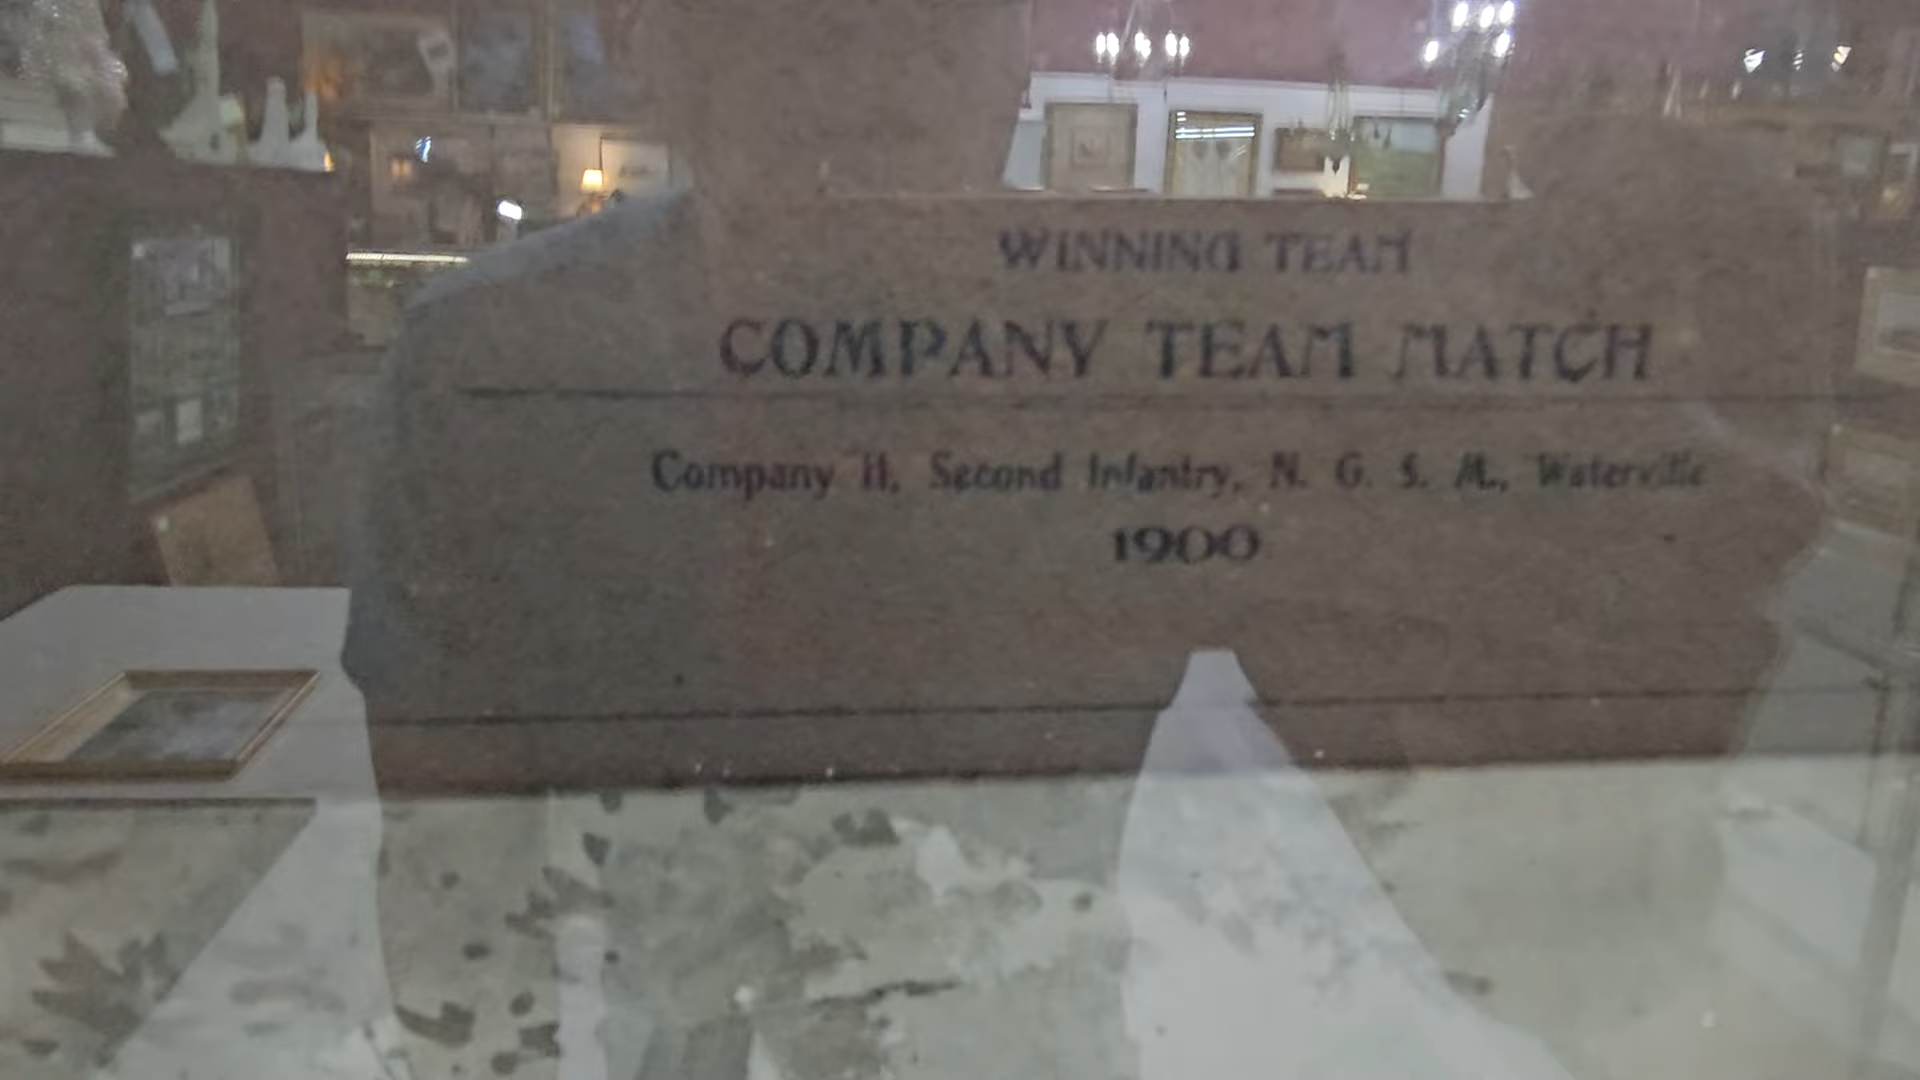 WINNING TEAM
COMPANY TEAM MATCH
Company H, Second Infantry, N. G. S. M., Waterville
1900